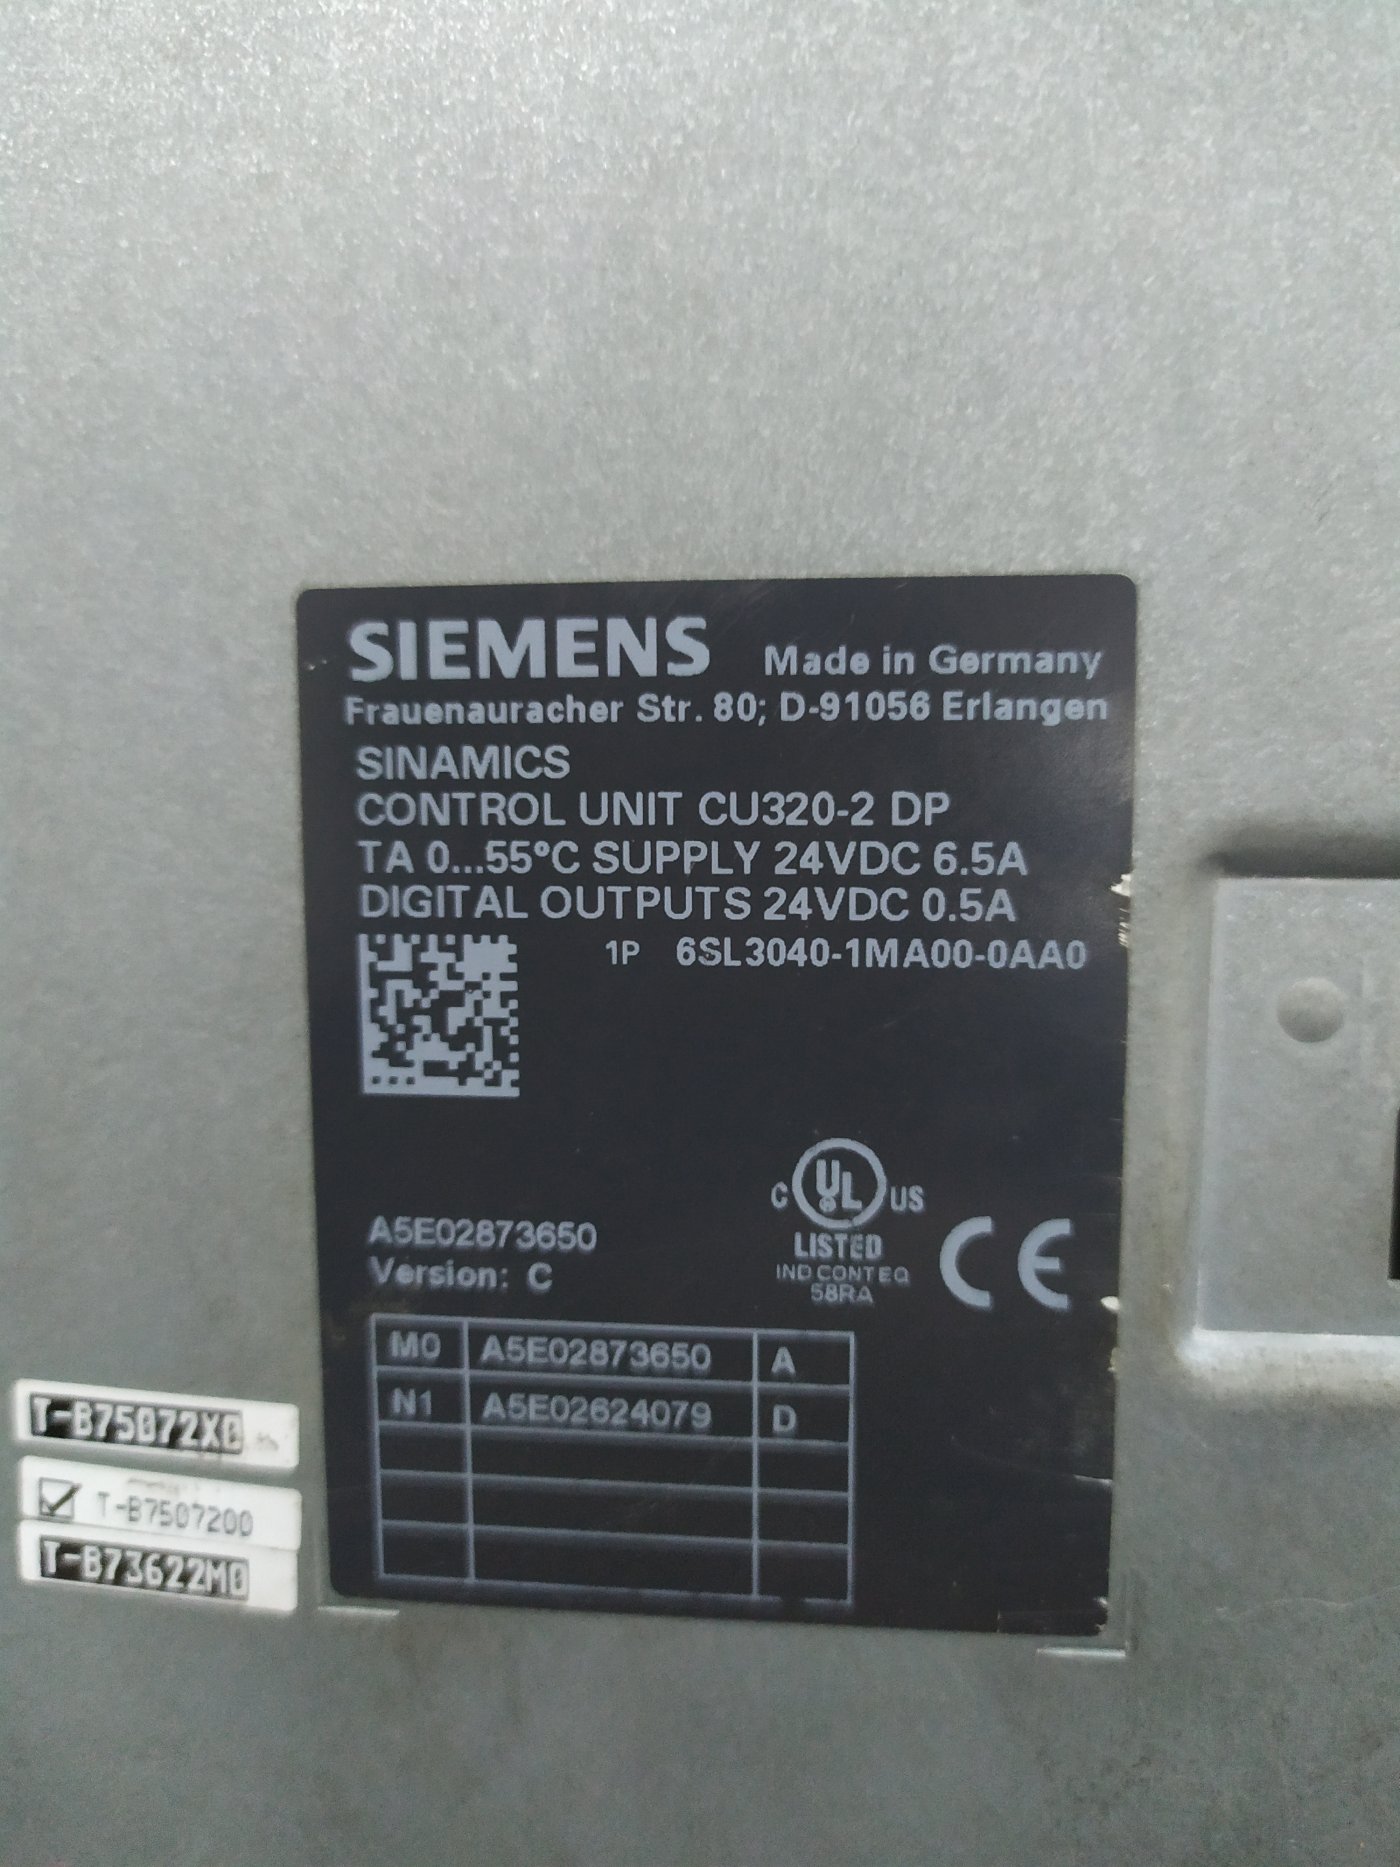 SIEMENS Made in Germany
Frauenauracher Str. 80; D-91056 Erlangen
SINAMICS
CONTROL UNIT CU320-2 DP
TA 0...55°C SUPPLY 24VDC 6.5A
DIGITAL OUTPUTS 24VDC 0.5A
1P 6SL3040-1MA00-0AA0
C UL US
LISTED
IND CONT EQ
58RA
CE
A5E02873650
Version: C
M0 A5E02873650 A
N1 A5E02624079 D
T-B75072X0
T-B7507200
T-B73622M0